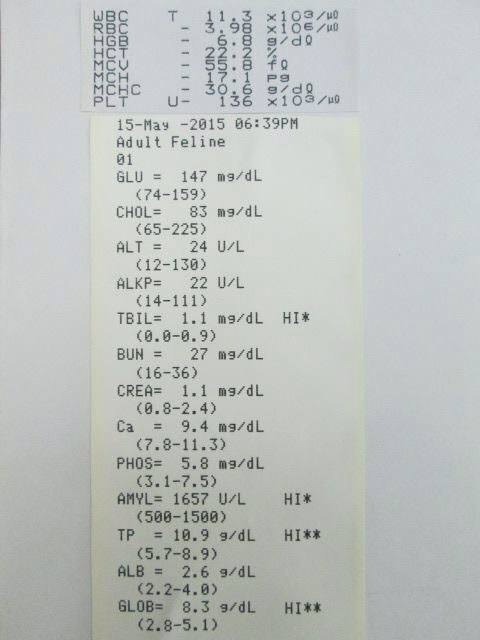 WBC T 11.3 x10³/µl
RBC - 3.98 x10⁶/µl
HGB - 6.8 g/dl
HCT - 22.2 %
MCV - 55.8 fl
MCH - 17.1 pg
MCHC - 30.6 g/dl
PLT U- 136 x10³/µl
15-May -2015 06:39PM
Adult Feline
01
GLU = 147 mg/dL
(74-159)
CHOL= 83 mg/dL
(65-225)
ALT = 24 U/L
(12-130)
ALKP= 22 U/L
(14-111)
TBIL= 1.1 mg/dL HI*
(0.0-0.9)
BUN = 27 mg/dL
(16-36)
CREA= 1.1 mg/dL
(0.8-2.4)
Ca = 9.4 mg/dL
(7.8-11.3)
PHOS= 5.8 mg/dL
(3.1-7.5)
AMYL= 1657 U/L HI*
(500-1500)
TP = 10.9 g/dL HI**
(5.7-8.9)
ALB = 2.6 g/dL
(2.2-4.0)
GLOB= 8.3 g/dL HI**
(2.8-5.1)